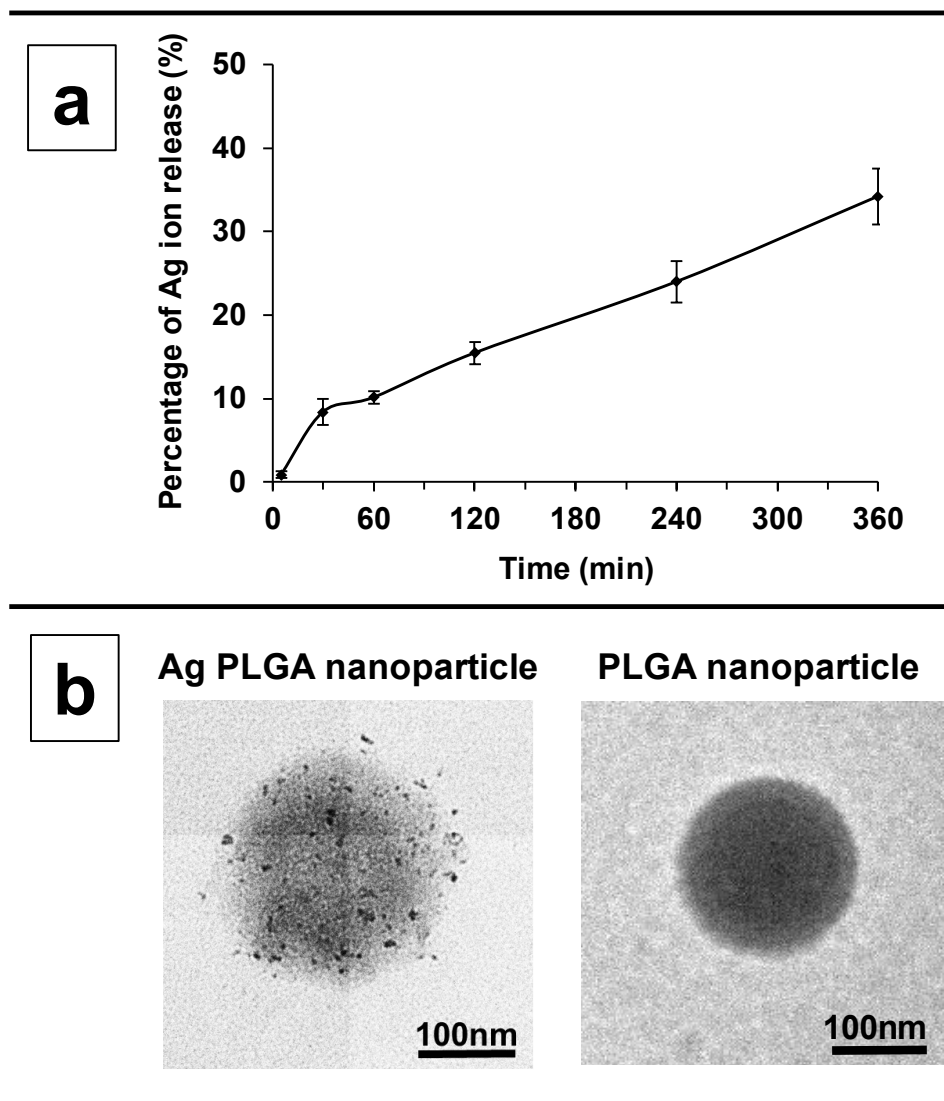 a
Percentage of Ag ion release (%)
50
40
30
20
10
0
0 60 120 180 240 300 360
Time (min)
b
Ag PLGA nanoparticle PLGA nanoparticle
100nm 100nm